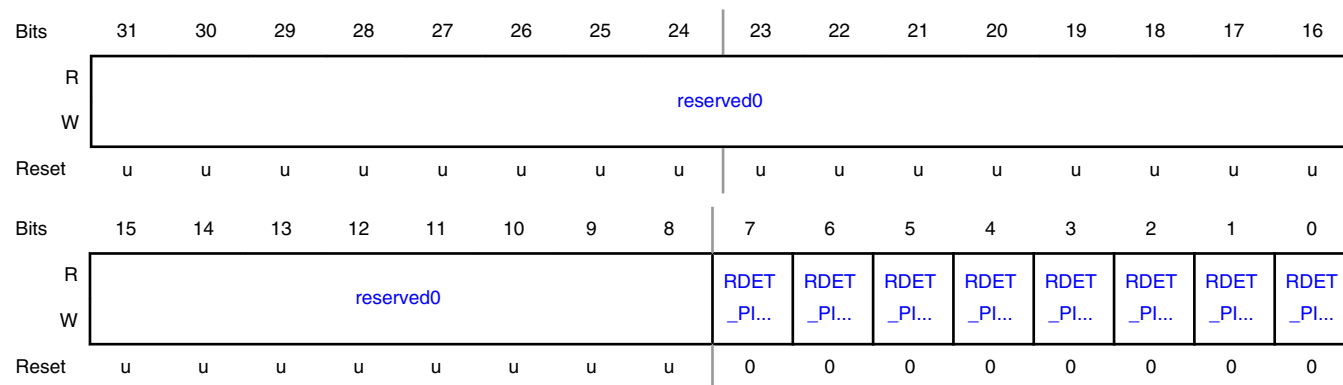 Bits 31 30 29 28 27 26 25 24 23 22 21 20 19 18 17 16
R
reserved0
W
Reset u u u u u u u u u u u u u u u u
Bits 15 14 13 12 11 10 9 8 7 6 5 4 3 2 1 0
R RDET RDET RDET RDET RDET RDET RDET RDET
reserved0
W _PI... _PI... _PI... _PI... _PI... _PI... _PI... _PI...
Reset u u u u u u u u 0 0 0 0 0 0 0 0